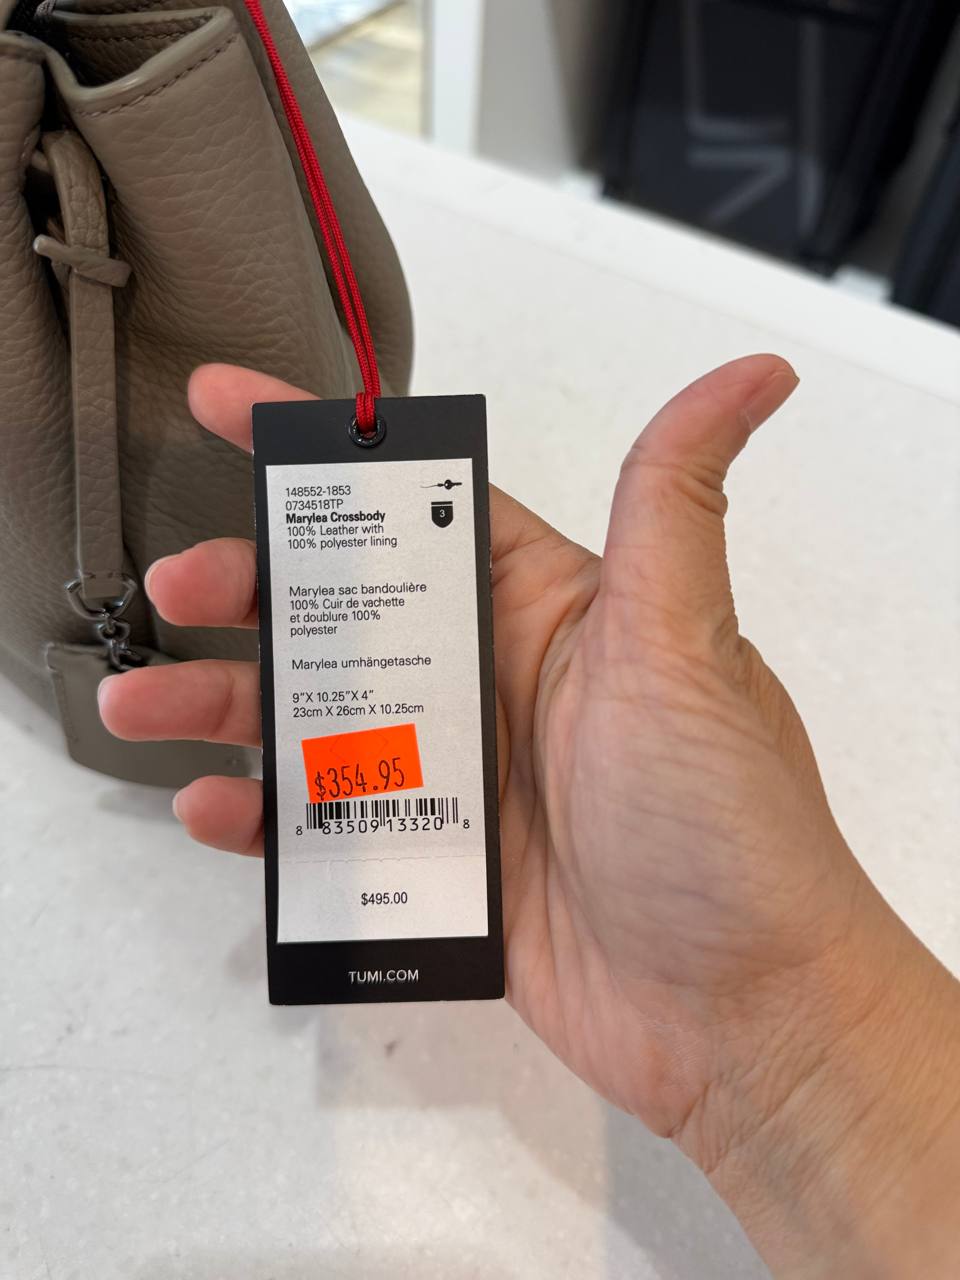 148552-1853
0734518TP
Marylea Crossbody
100% Leather with
100% polyester lining
3
Marylea sac bandoulière
100% Cuir de vachette
et doublure 100%
polyester
Marylea umhängetasche
9"X 10.25"X 4"
23cm X 26cm X 10.25cm
$354.95
8 83509 13320 8
$495.00
TUMI.COM